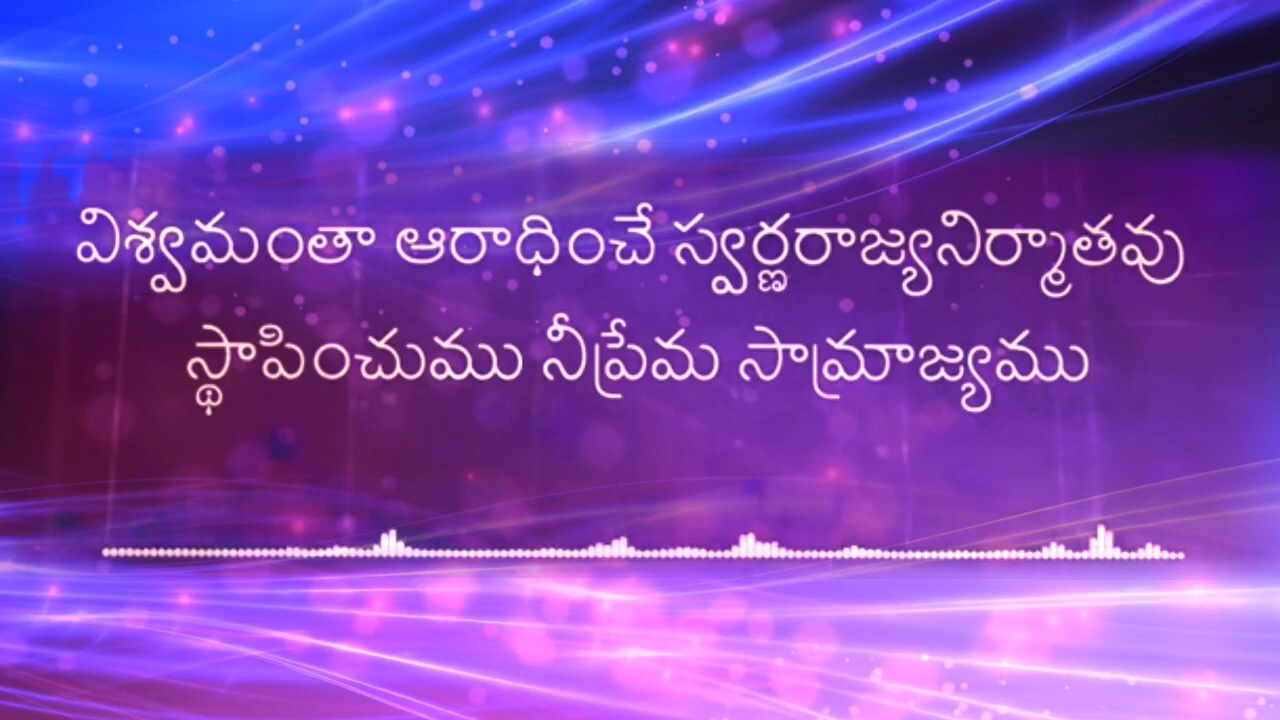 విశ్వమంతా ఆరాధించే స్వర్ణరాజ్యనిర్మాతవు
స్థాపించుము నీప్రేమ సామ్రాజ్యము